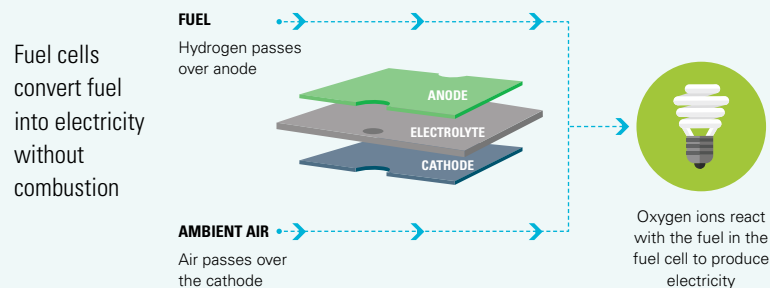 Fuel cells
convert fuel
into electricity
without
combustion
FUEL
Hydrogen passes
over anode
ANODE
ELECTROLYTE
CATHODE
AMBIENT AIR
Air passes over
the cathode
Oxygen ions react
with the fuel in the
fuel cell to produce
electricity